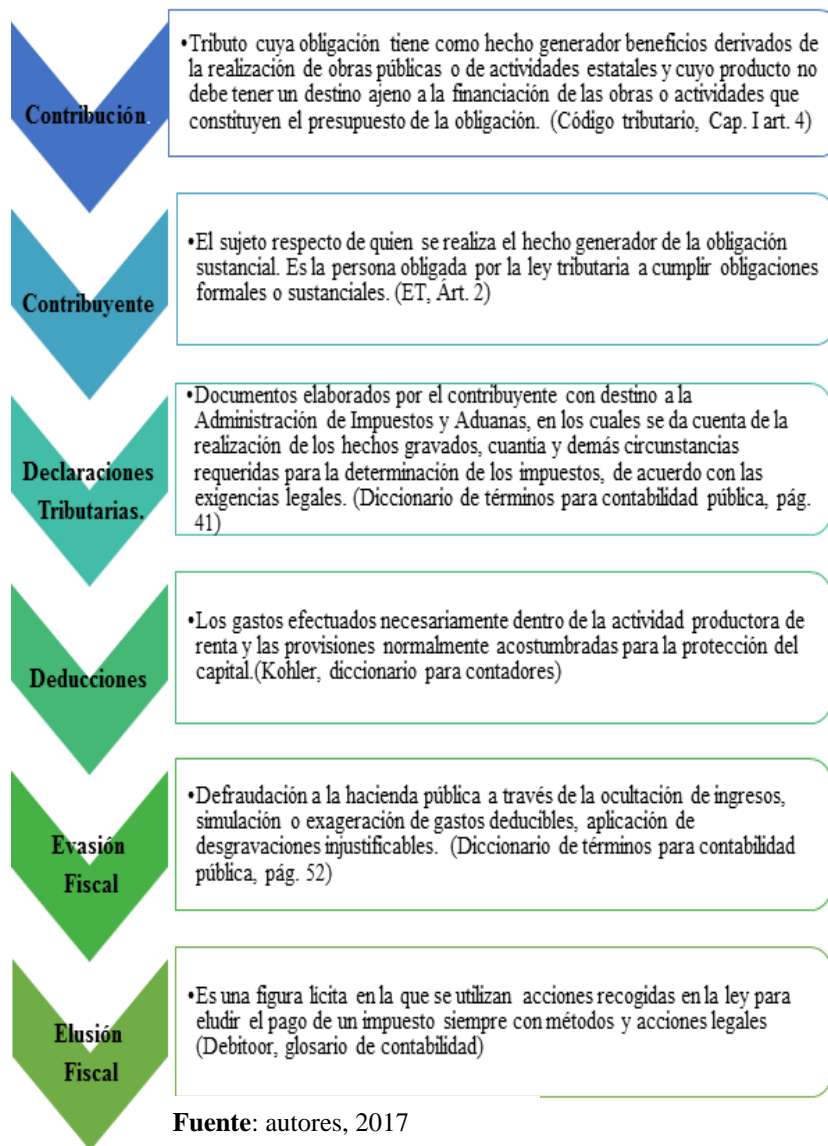 Contribución.
•Tributo cuya obligación tiene como hecho generador beneficios derivados de
la realización de obras públicas o de actividades estatales y cuyo producto no
debe tener un destino ajeno a la financiación de las obras o actividades que
constituyen el presupuesto de la obligación. (Código tributario, Cap. I art. 4)
Contribuyente
•El sujeto respecto de quien se realiza el hecho generador de la obligación
sustancial. Es la persona obligada por la ley tributaria a cumplir obligaciones
formales o sustanciales. (ET, Árt. 2)
Declaraciones
Tributarias.
•Documentos elaborados por el contribuyente con destino a la
Administración de Impuestos y Aduanas, en los cuales se da cuenta de la
realización de los hechos gravados, cuantía y demás circunstancias
requeridas para la determinación de los impuestos, de acuerdo con las
exigencias legales. (Diccionario de términos para contabilidad pública, pág.
41)
Deducciones
•Los gastos efectuados necesariamente dentro de la actividad productora de
renta y las provisiones normalmente acostumbradas para la protección del
capital.(Kohler, diccionario para contadores)
Evasión
Fiscal
•Defraudación a la hacienda pública a través de la ocultación de ingresos,
simulación o exageración de gastos deducibles, aplicación de
desgravaciones injustificables. (Diccionario de términos para contabilidad
pública, pág. 52)
Elusión
Fiscal
•Es una figura licita en la que se utilizan acciones recogidas en la ley para
eludir el pago de un impuesto siempre con métodos y acciones legales
(Debitoor, glosario de contabilidad)
Fuente: autores, 2017